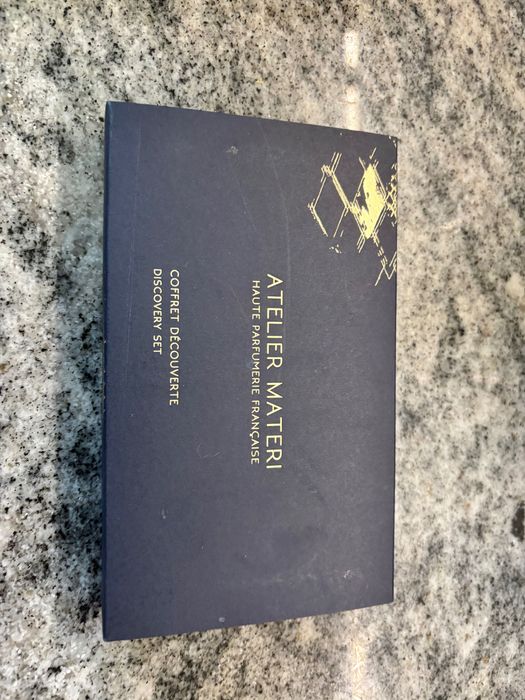 ATELIER MATERI
HAUTE PARFUMERIE FRANÇAISE
COFFRET DÉCOUVERTE
DISCOVERY SET